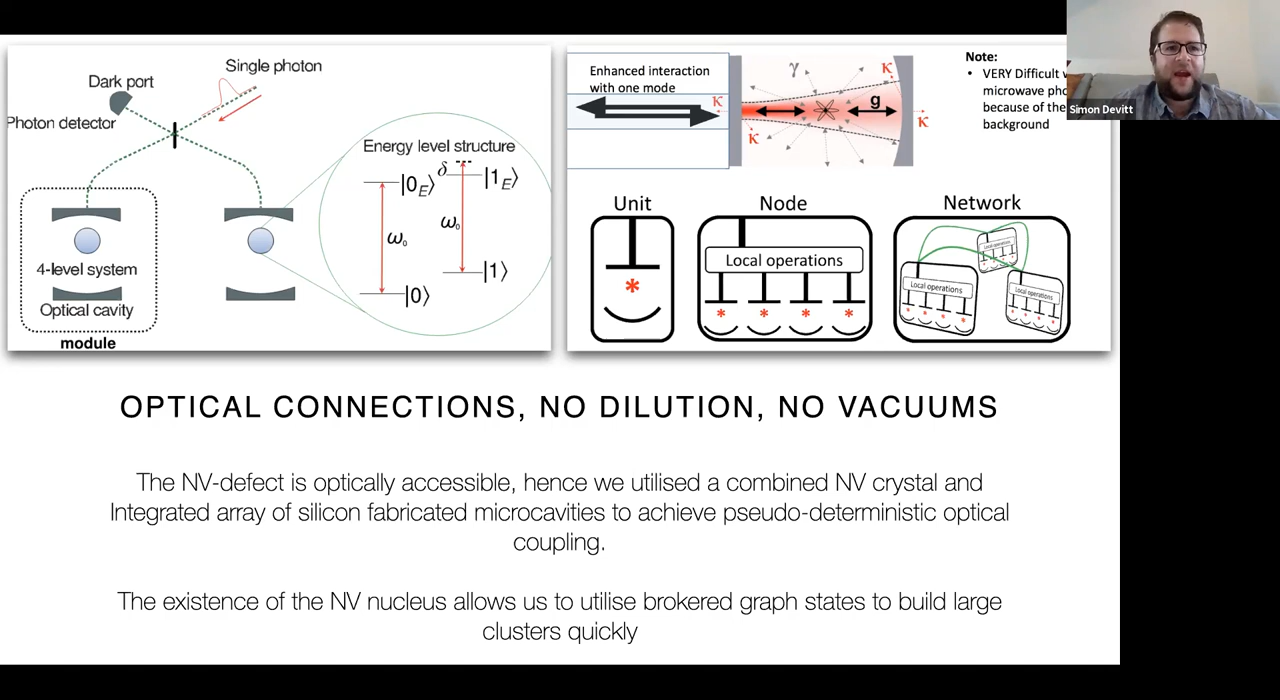 Single photon
Dark port
Photon detector
Energy level structure
|0E⟩ δ |1E⟩
ω0 ω0
|1⟩
|0⟩
4-level system
Optical cavity
module
Enhanced interaction
with one mode
κ γ κ
g
κ κ
Note:
• VERY Difficult
microwave
because of the
background
Simon Devitt
Unit Node Network
Local operations
Local operations
Local operations
Local operations
* * * * *
OPTICAL CONNECTIONS, NO DILUTION, NO VACUUMS
The NV-defect is optically accessible, hence we utilised a combined NV crystal and
Integrated array of silicon fabricated microcavities to achieve pseudo-deterministic optical
coupling.
The existence of the NV nucleus allows us to utilise brokered graph states to build large
clusters quickly